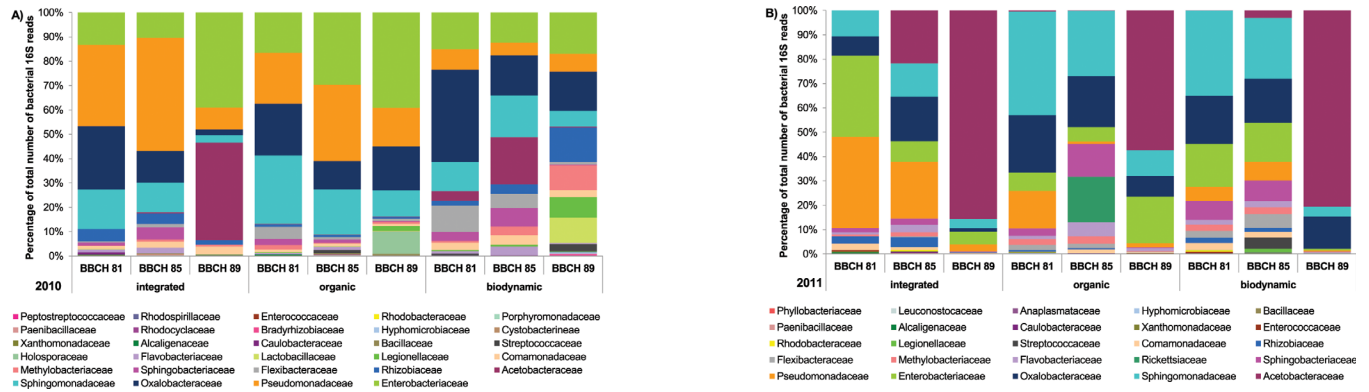 A)
Percentage of total number of bacterial 16S reads
100%
90%
80%
70%
60%
50%
40%
30%
20%
10%
0%
BBCH 81 BBCH 85 BBCH 89 BBCH 81 BBCH 85 BBCH 89 BBCH 81 BBCH 85 BBCH 89
2010 integrated organic biodynamic
Peptostreptococcaceae Rhodospirillaceae Enterococcaceae Rhodobacteraceae Porphyromonadaceae
Paenibacillaceae Rhodocyclaceae Bradyrhizobiaceae Hyphomicrobiaceae Cystobacterineae
Xanthomonadaceae Alcaligenaceae Caulobacteraceae Bacillaceae Streptococcaceae
Holosporaceae Flavobacteriaceae Lactobacillaceae Legionellaceae Comamonadaceae
Methylobacteriaceae Sphingobacteriaceae Flexibacteraceae Rhizobiaceae Acetobacteraceae
Sphingomonadaceae Oxalobacteraceae Pseudomonadaceae Enterobacteriaceae
B)
Percentage of total number of bacterial 16S reads
100%
90%
80%
70%
60%
50%
40%
30%
20%
10%
0%
BBCH 81 BBCH 85 BBCH 89 BBCH 81 BBCH 85 BBCH 89 BBCH 81 BBCH 85 BBCH 89
2011 integrated organic biodynamic
Phyllobacteriaceae Leuconostocaceae Anaplasmataceae Hyphomicrobiaceae Bacillaceae
Paenibacillaceae Alcaligenaceae Caulobacteraceae Xanthomonadaceae Enterococcaceae
Rhodobacteraceae Legionellaceae Streptococcaceae Comamonadaceae Rhizobiaceae
Flexibacteraceae Methylobacteriaceae Flavobacteriaceae Rickettsiaceae Sphingobacteriaceae
Pseudomonadaceae Enterobacteriaceae Oxalobacteraceae Sphingomonadaceae Acetobacteraceae